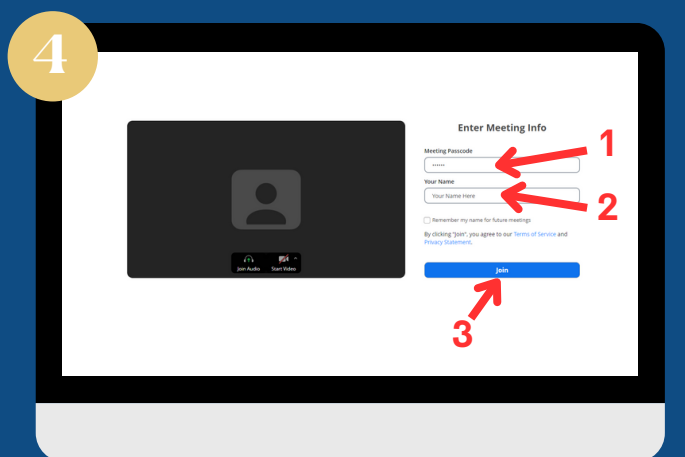 4
Enter Meeting Info
Meeting Passcode
••••••
1
Your Name
Your Name Here
2
Remember my name for future meetings
By clicking "Join", you agree to our Terms of Service and
Privacy Statement.
Join Audio Start Video
Join
3